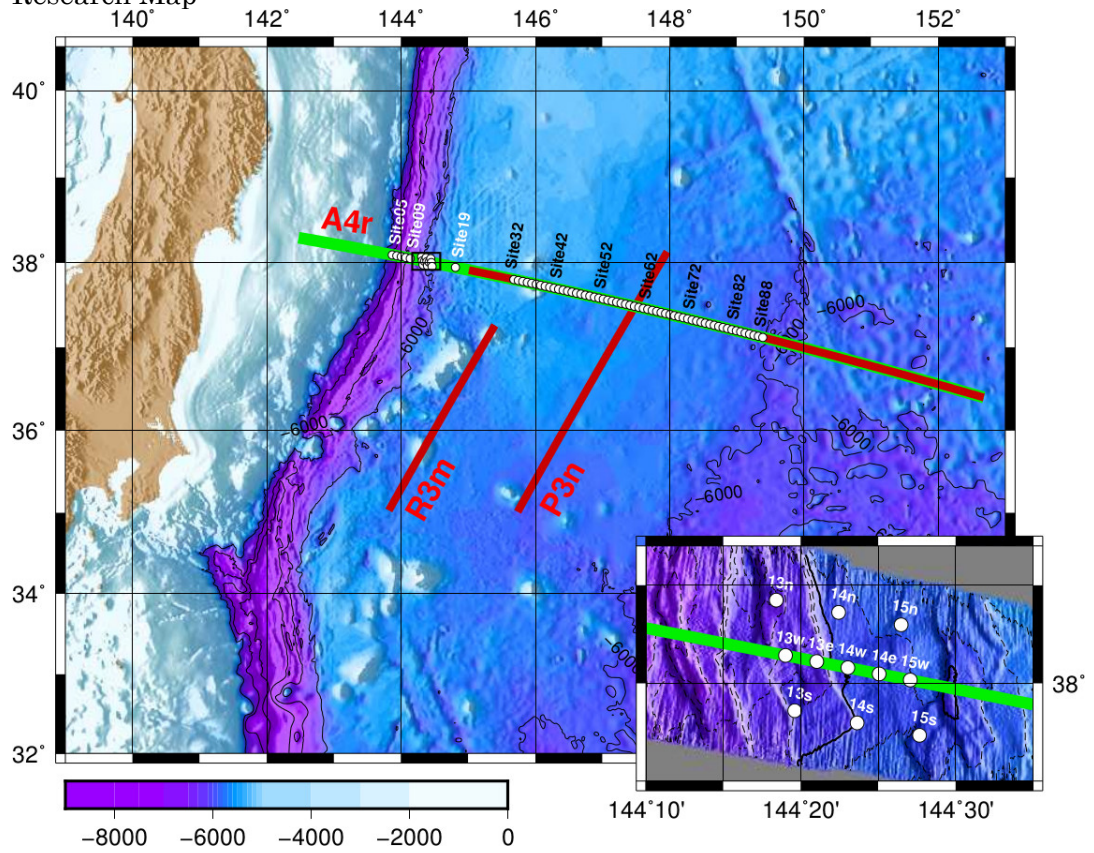 Research Map
140° 142° 144° 146° 148° 150° 152°
40°
38°
36°
34°
32°
A4r
Site05
Site09
Site19
Site32
Site42
Site52
Site62
Site72
Site82
Site88
R3m
P3n
−6000
−6000
−6000
−6000
−6000
13n
14n
15n
13w 13e 14w 14e 15w
13s
14s
15s
38°
144°10' 144°20' 144°30'
−8000 −6000 −4000 −2000 0